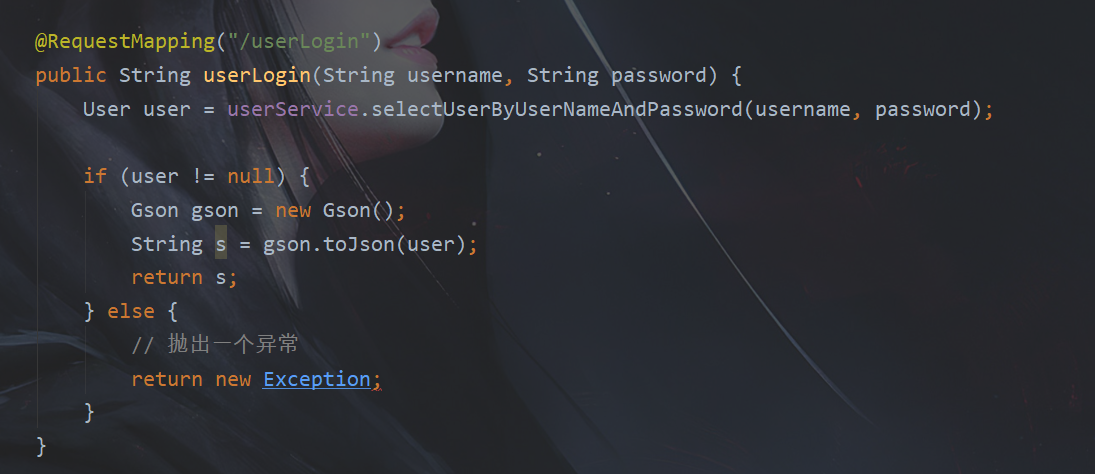 @RequestMapping("/userLogin")
public String userLogin(String username, String password) {
    User user = userService.selectUserByUserNameAndPassword(username, password);
    if (user != null) {
        Gson gson = new Gson();
        String s = gson.toJson(user);
        return s;
    } else {
        // 抛出一个异常
        return new Exception;
    }
}